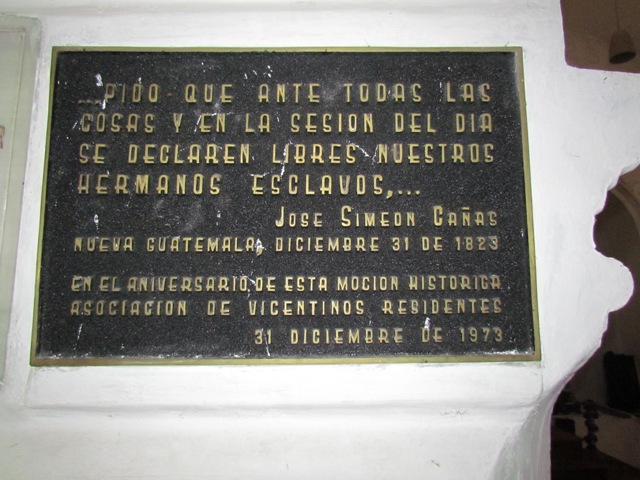 ...PIDO QUE ANTE TODAS LAS
COSAS Y EN LA SESION DEL DIA
SE DECLAREN LIBRES NUESTROS
HERMANOS ESCLAVOS,...
JOSE SIMEON CAÑAS
NUEVA GUATEMALA, DICIEMBRE 31 DE 1823
EN EL ANIVERSARIO DE ESTA MOCION HISTORICA
ASOCIACION DE VICENTINOS RESIDENTES
31 DICIEMBRE DE 1973